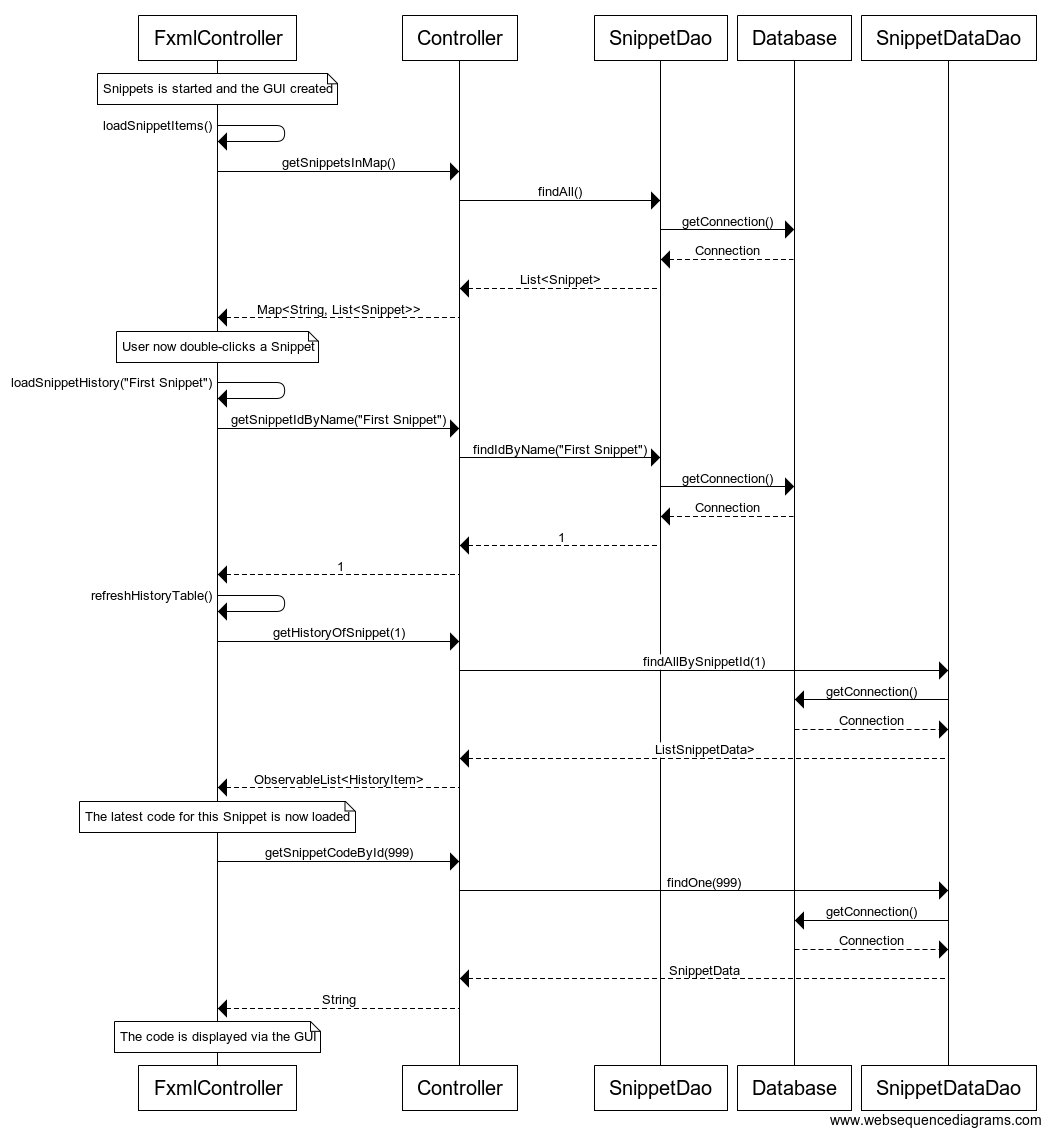 FxmlController
Controller
SnippetDao
Database
SnippetDataDao
Snippets is started and the GUI created
loadSnippetItems()
getSnippetsInMap()
findAll()
getConnection()
Connection
List<Snippet>
Map<String, List<Snippet>>
User now double-clicks a Snippet
loadSnippetHistory("First Snippet")
getSnippetIdByName("First Snippet")
findIdByName("First Snippet")
getConnection()
Connection
1
1
refreshHistoryTable()
getHistoryOfSnippet(1)
findAllBySnippetId(1)
getConnection()
Connection
ListSnippetData>
ObservableList<HistoryItem>
The latest code for this Snippet is now loaded
getSnippetCodeById(999)
findOne(999)
getConnection()
Connection
SnippetData
String
The code is displayed via the GUI
FxmlController
Controller
SnippetDao
Database
SnippetDataDao
www.websequencediagrams.com